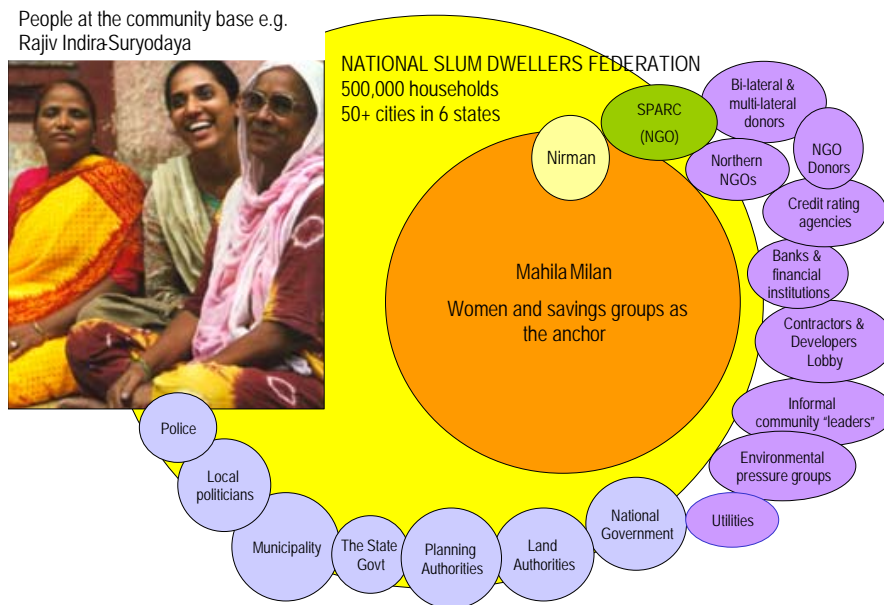 People at the community base e.g.
Rajiv Indira-Suryodaya
NATIONAL SLUM DWELLERS FEDERATION
500,000 households
50+ cities in 6 states
Nirman
SPARC
(NGO)
Bi-lateral &
multi-lateral
donors
Northern
NGOs
NGO
Donors
Credit rating
agencies
Banks &
financial
institutions
Contractors &
Developers
Lobby
Informal
community “leaders”
Environmental
pressure groups
Utilities
Mahila Milan
Women and savings groups as
the anchor
Police
Local
politicians
Municipality
The State
Govt
Planning
Authorities
Land
Authorities
National
Government